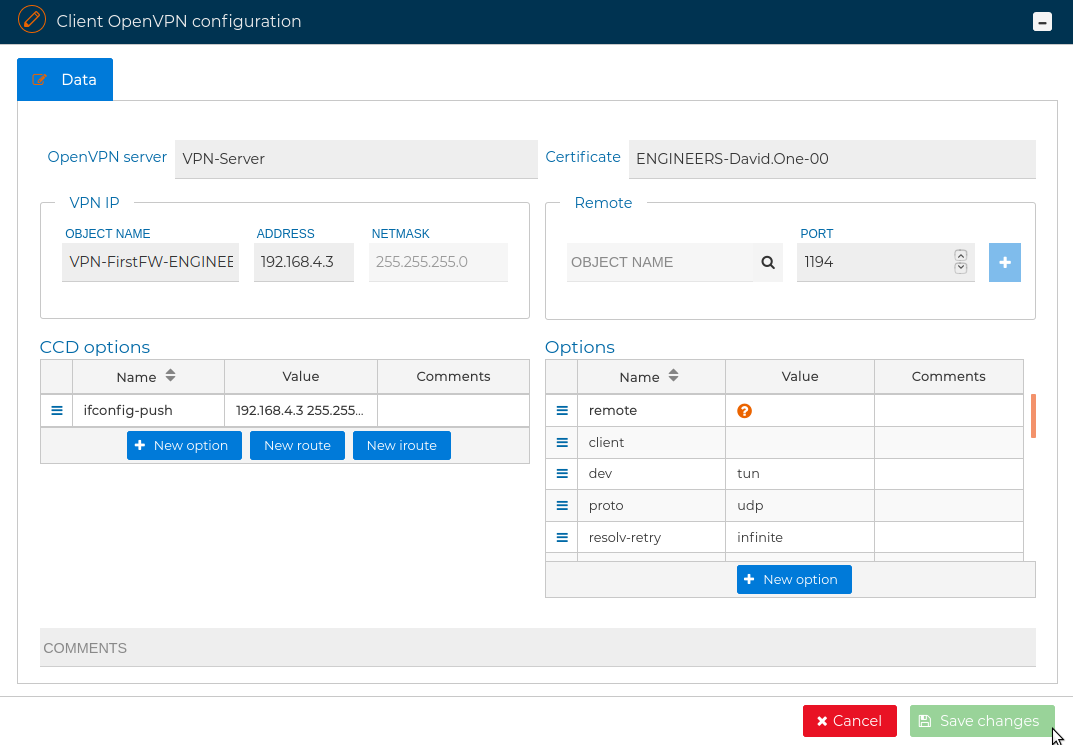 Client OpenVPN configuration
Data
OpenVPN server VPN-Server Certificate ENGINEERS-David.One-00
VPN IP
OBJECT NAME ADDRESS NETMASK
VPN-FirstFW-ENGINEE 192.168.4.3 255.255.255.0
Remote
PORT
OBJECT NAME 1194
CCD options
Name Value Comments
ifconfig-push 192.168.4.3 255.255...
New option New route New iroute
Options
Name Value Comments
remote
client
dev tun
proto udp
resolv-retry infinite
New option
COMMENTS
Cancel Save changes